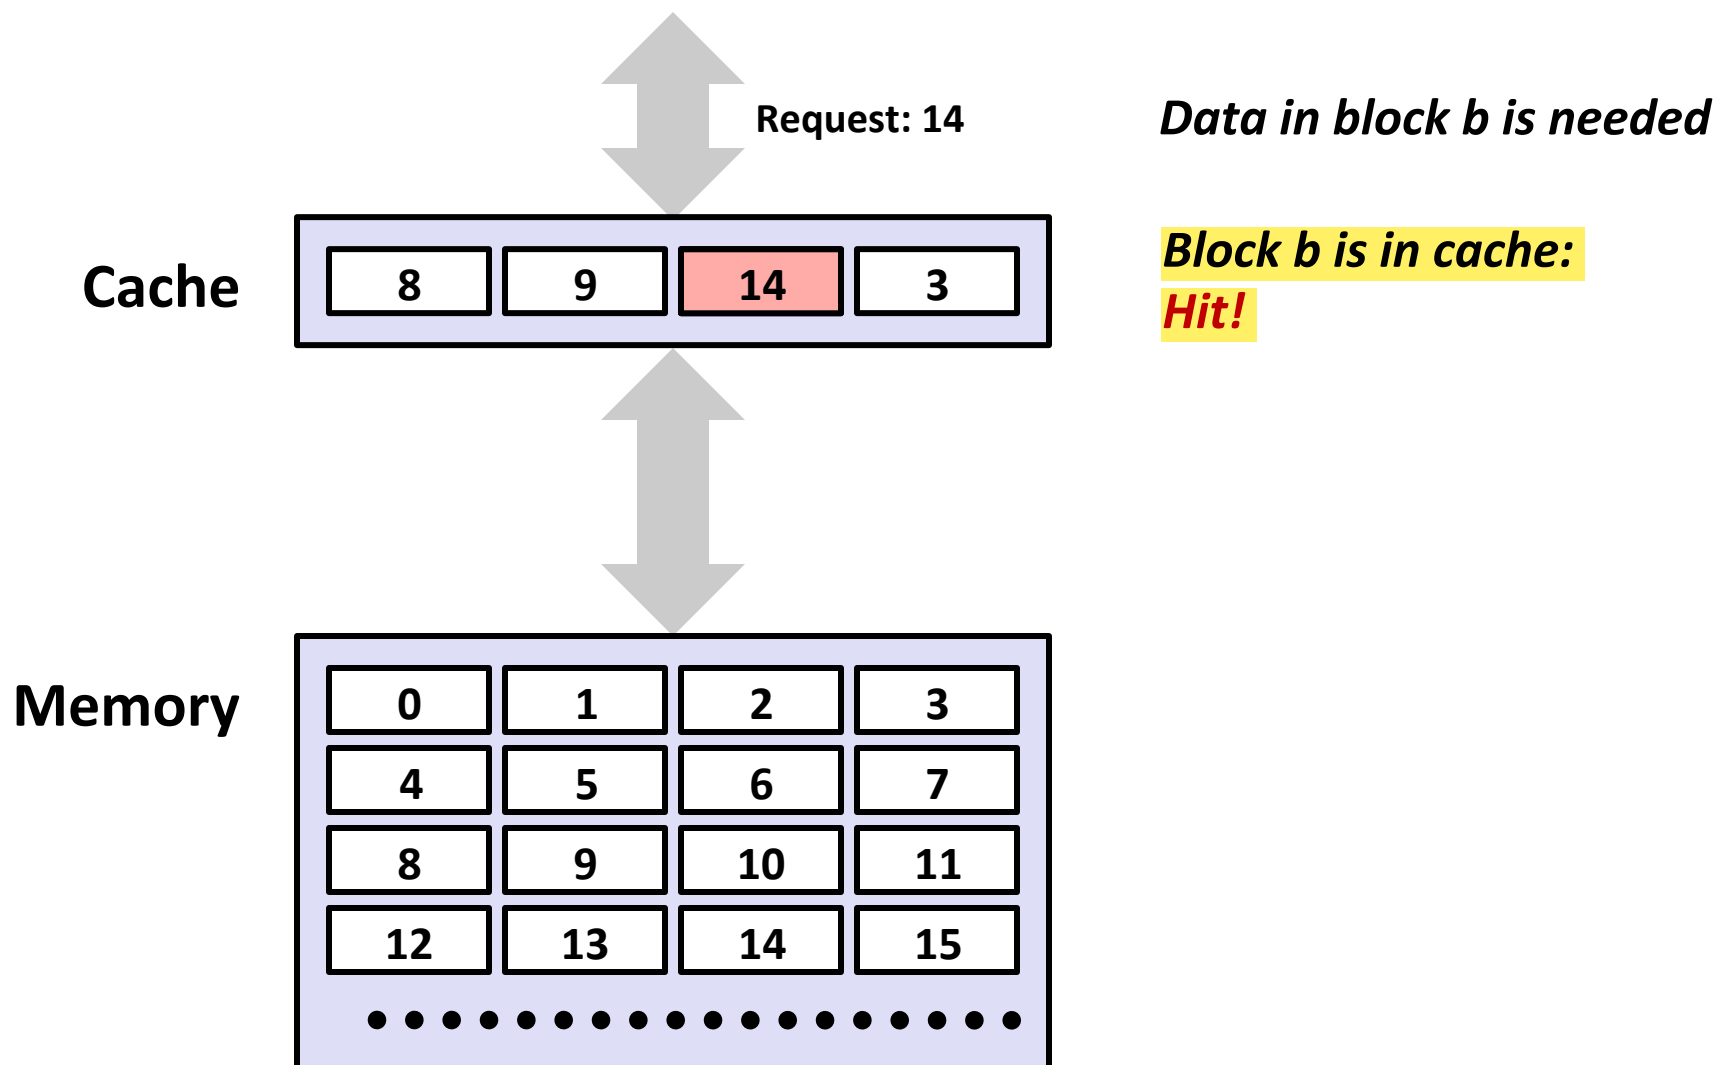 Request: 14
Data in block b is needed
Cache
8 9 14 3
Block b is in cache:
Hit!
Memory
0 1 2 3
4 5 6 7
8 9 10 11
12 13 14 15